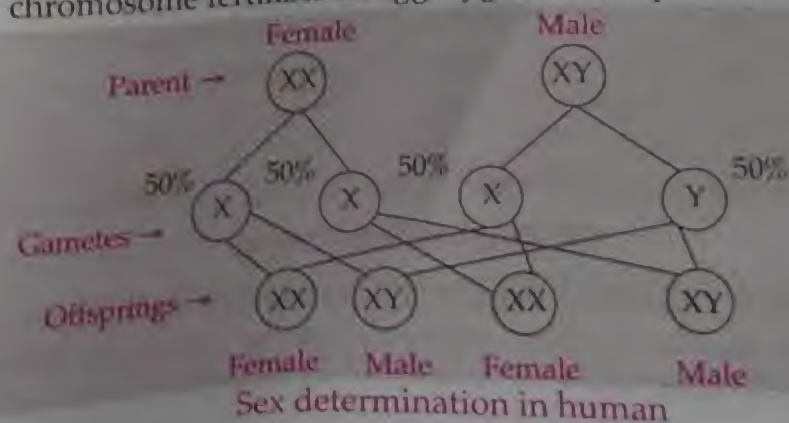 chromosome
Female Male
Parent → XX XY
50% 50% 50% 50%
X X X Y
Gametes →
Offsprings → XX XY XX XY
Female Male Female Male
Sex determination in human